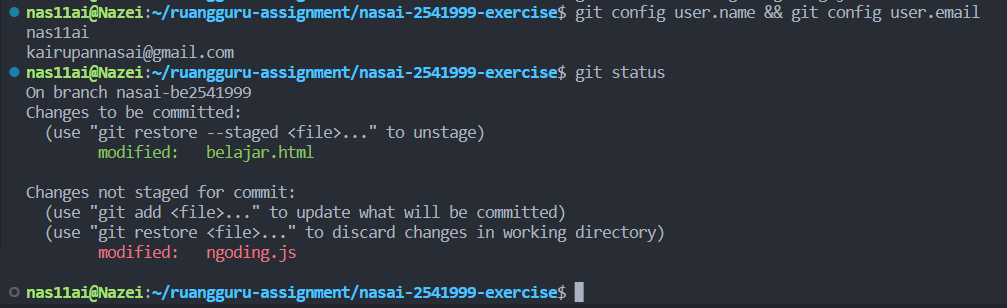 nas11ai@Nazei:~/ruangguru-assignment/nasai-2541999-exercise$ git config user.name && git config user.email
nas11ai
kairupannasai@gmail.com
nas11ai@Nazei:~/ruangguru-assignment/nasai-2541999-exercise$ git status
On branch nasai-be2541999
Changes to be committed:
  (use "git restore --staged <file>..." to unstage)
        modified:   belajar.html

Changes not staged for commit:
  (use "git add <file>..." to update what will be committed)
  (use "git restore <file>..." to discard changes in working directory)
        modified:   ngoding.js

nas11ai@Nazei:~/ruangguru-assignment/nasai-2541999-exercise$